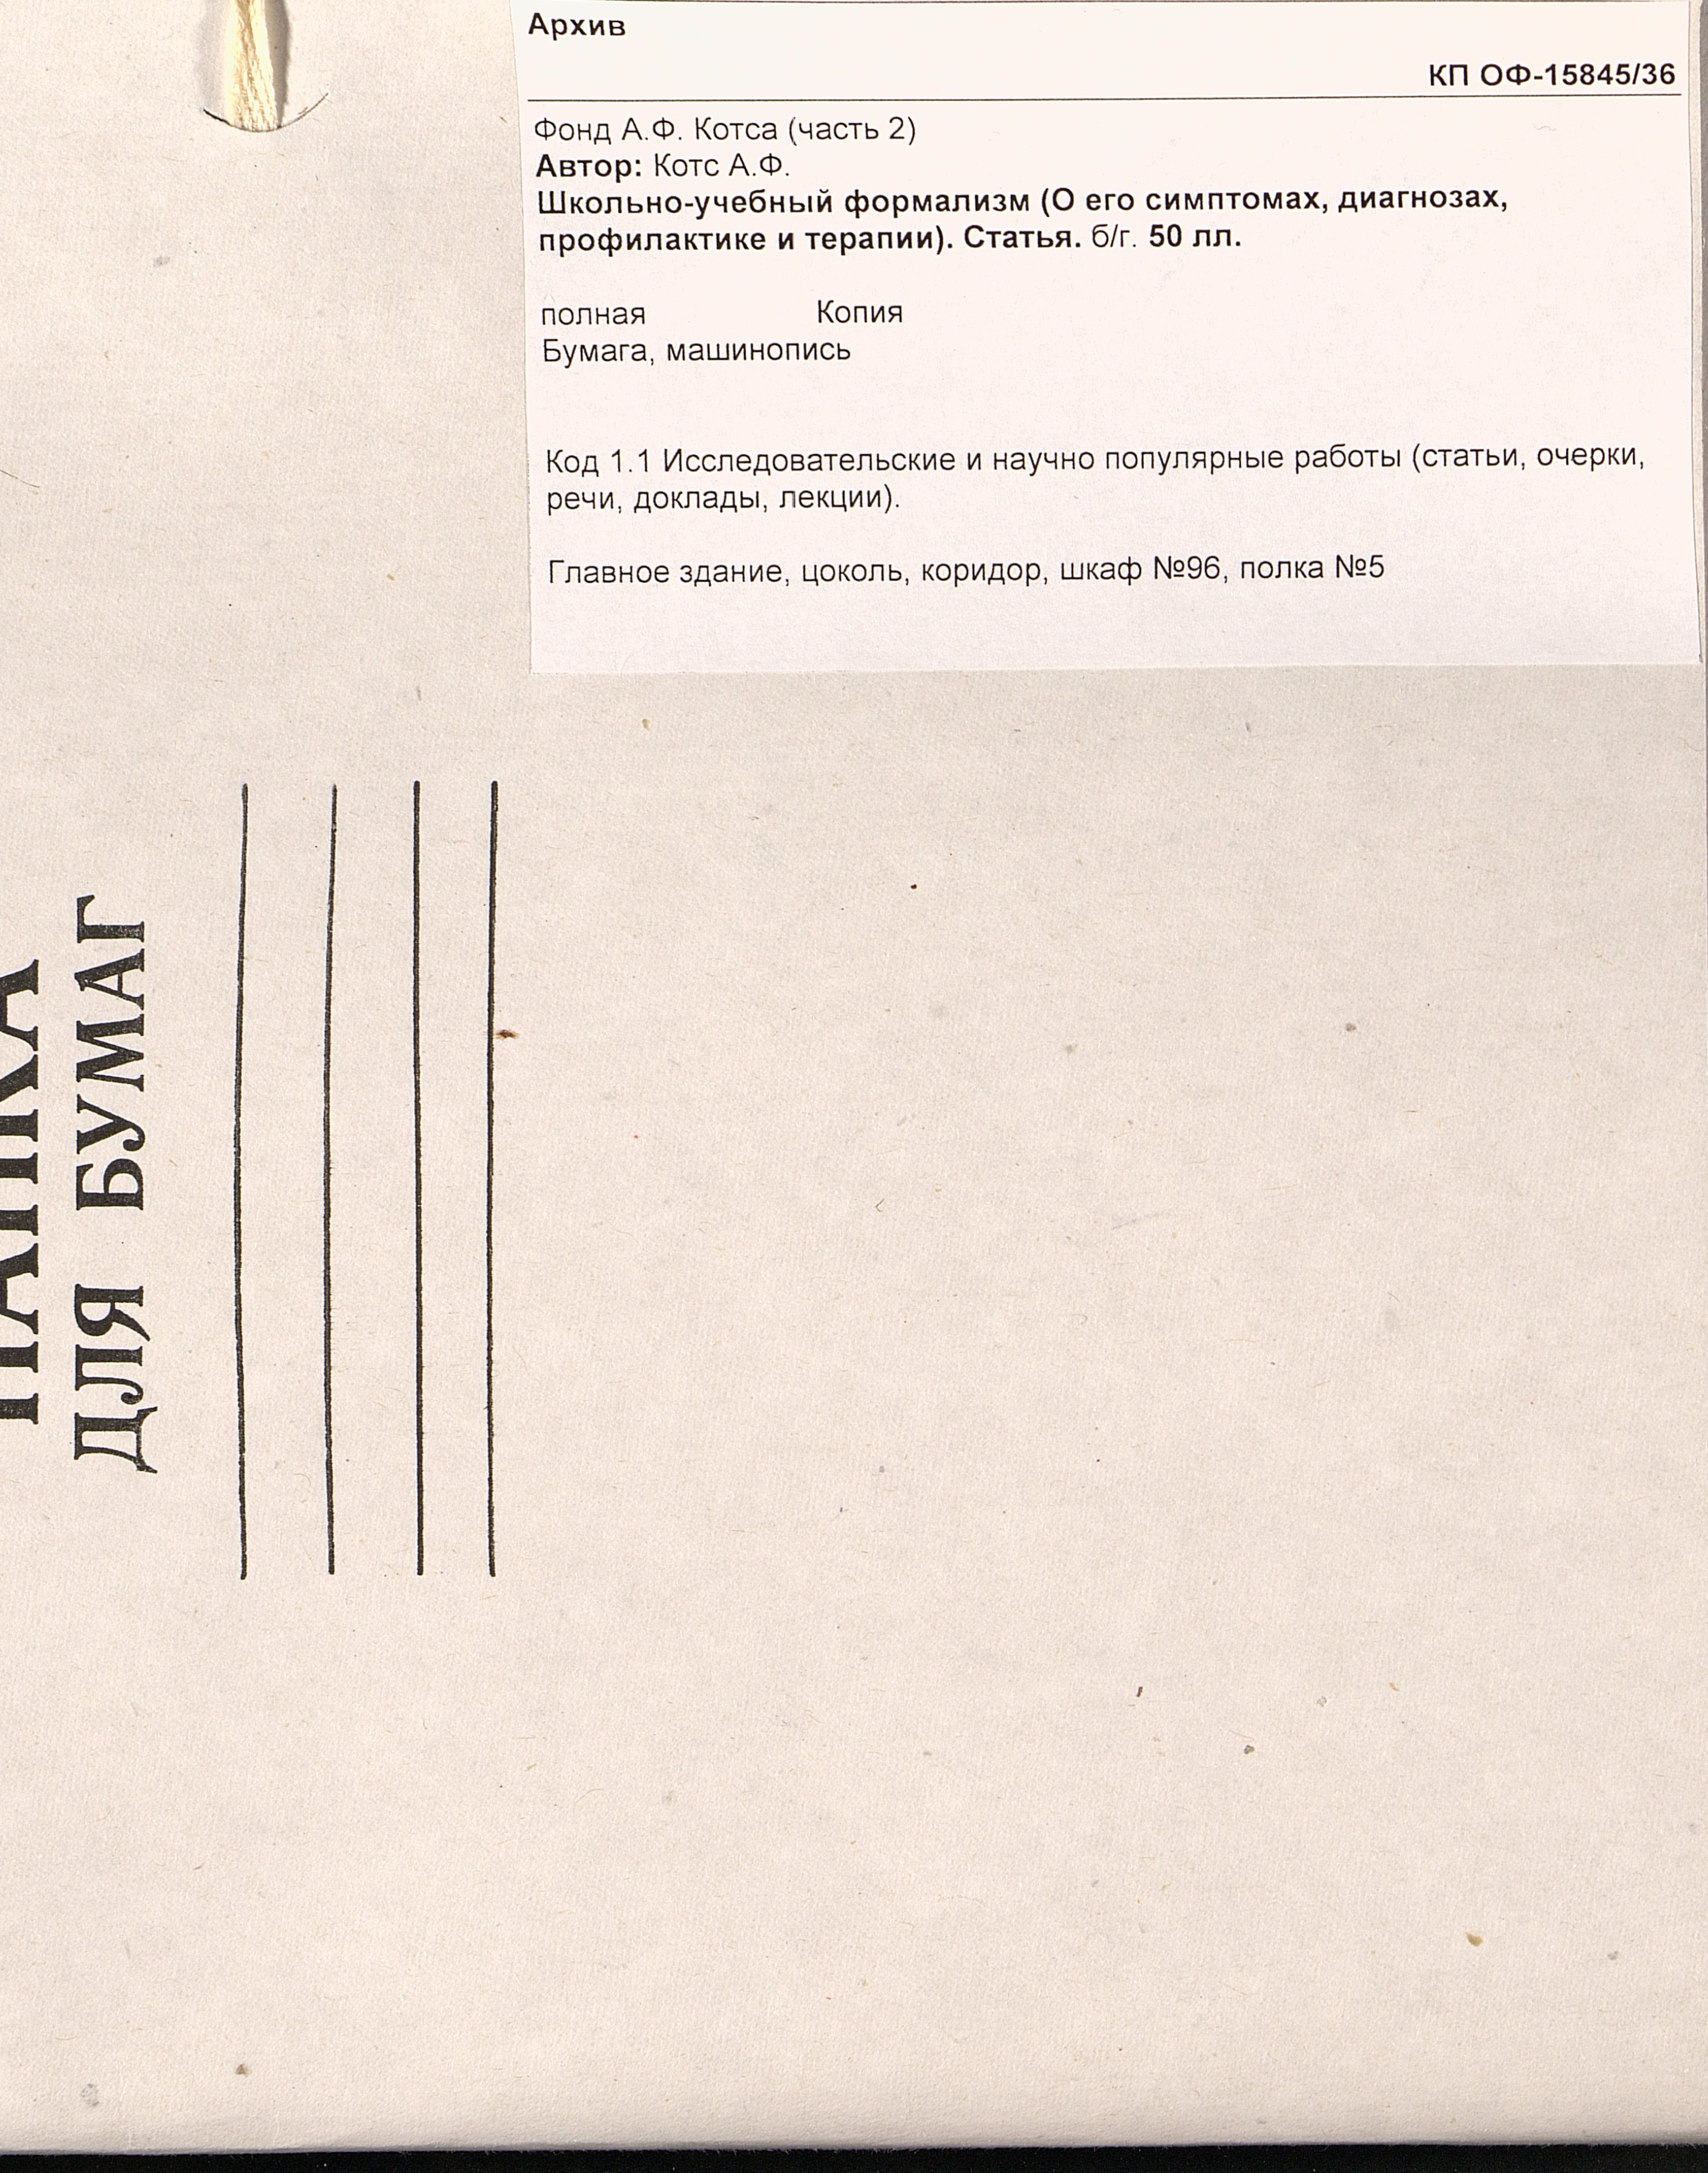 Архив
КП ОФ-15845/36
Фонд А.Ф. Котса (часть 2)
Автор: Котс А.Ф.
Школьно-учебный формализм (О его симптомах, диагнозах,
профилактике и терапии). Статья. б/г. 50 лл.
полная Копия
Бумага, машинопись
Код 1.1 Исследовательские и научно популярные работы (статьи, очерки,
речи, доклады, лекции).
Главное здание, цоколь, коридор, шкаф №96, полка №5
ПАПКА
ДЛЯ БУМАГ